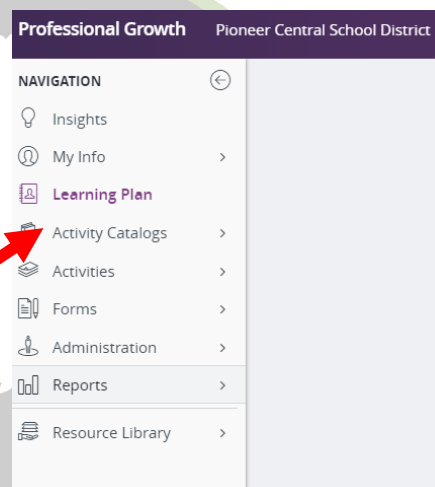 Professional Growth Pioneer Central School District
NAVIGATION
Insights
My Info
Learning Plan
Activity Catalogs
Activities
Forms
Administration
Reports
Resource Library